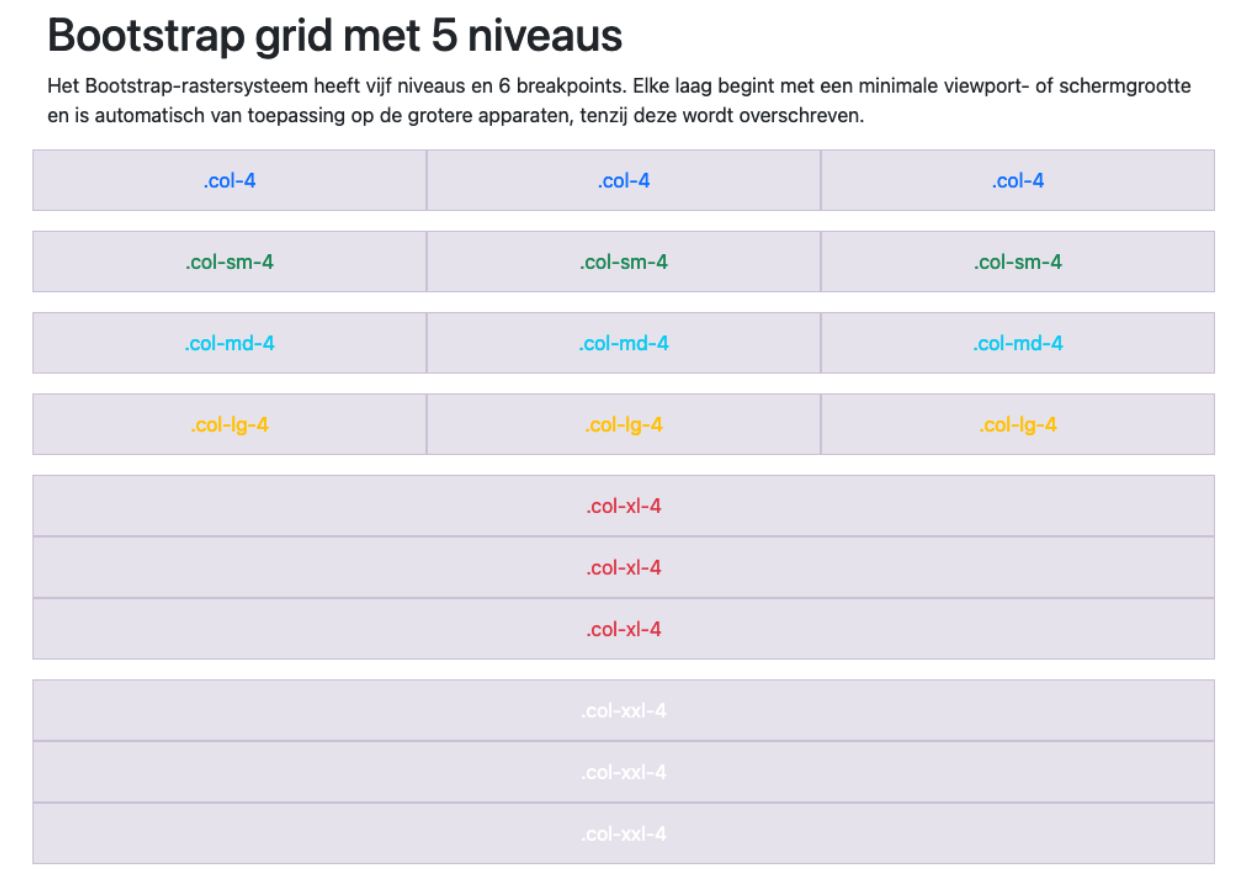 Bootstrap grid met 5 niveaus
Het Bootstrap-rastersysteem heeft vijf niveaus en 6 breakpoints. Elke laag begint met een minimale viewport- of schermgrootte
en is automatisch van toepassing op de grotere apparaten, tenzij deze wordt overschreven.
.col-4 .col-4 .col-4
.col-sm-4 .col-sm-4 .col-sm-4
.col-md-4 .col-md-4 .col-md-4
.col-lg-4 .col-lg-4 .col-lg-4
.col-xl-4
.col-xl-4
.col-xl-4
.col-xxl-4
.col-xxl-4
.col-xxl-4